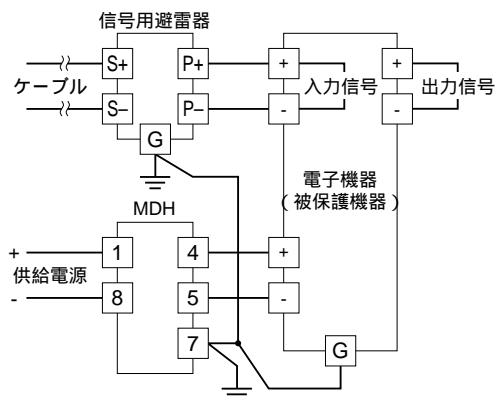 信号用避雷器
S+ P+ + +
ケーブル 入力信号 出力信号
S− P− - -
G
電子機器
(被保護機器)
MDH
+ 1 4 +
供給電源
- 8 5 -
7
G